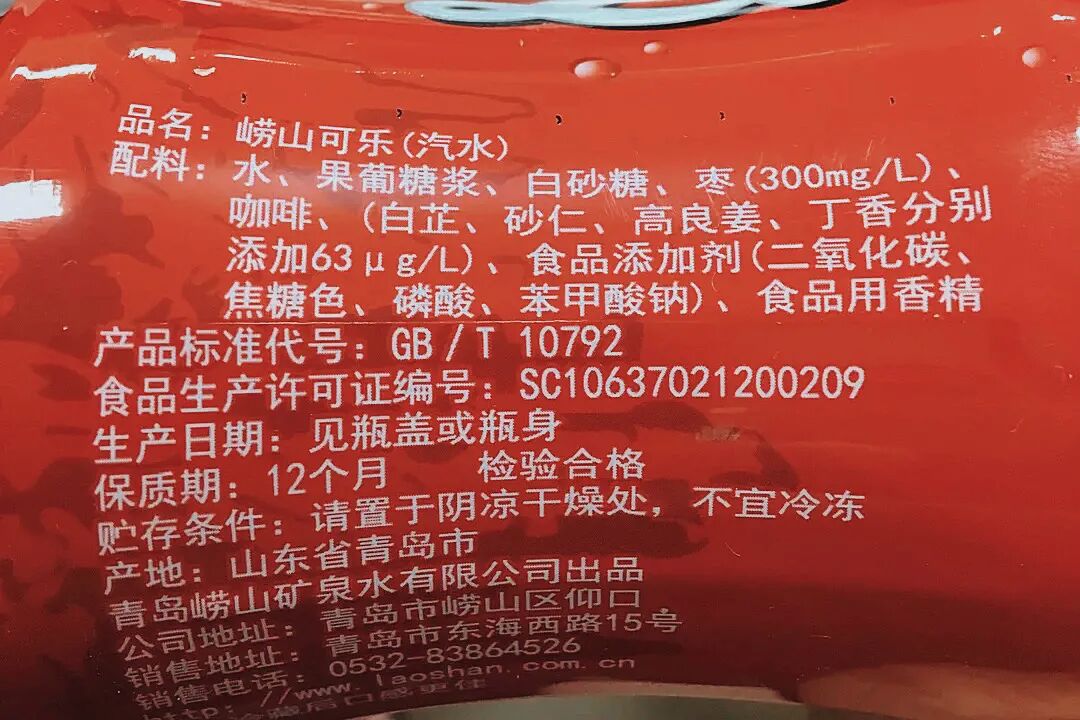 品名：崂山可乐(汽水)
配料：水、果葡糖浆、白砂糖、枣(300mg/L)、
咖啡、(白芷、砂仁、高良姜、丁香分别
添加63μg/L)、食品添加剂(二氧化碳、
焦糖色、磷酸、苯甲酸钠)、食品用香精
产品标准代号：GB/T 10792
食品生产许可证编号：SC10637021200209
生产日期：见瓶盖或瓶身
保质期：12个月 检验合格
贮存条件：请置于阴凉干燥处，不宜冷冻
产地：山东省青岛市
青岛崂山矿泉水有限公司出品
公司地址：青岛市崂山区仰口
销售地址：青岛市东海西路15号
销售电话：0532-83864526
http://www.laoshan.com.cn
冷藏后口感更佳